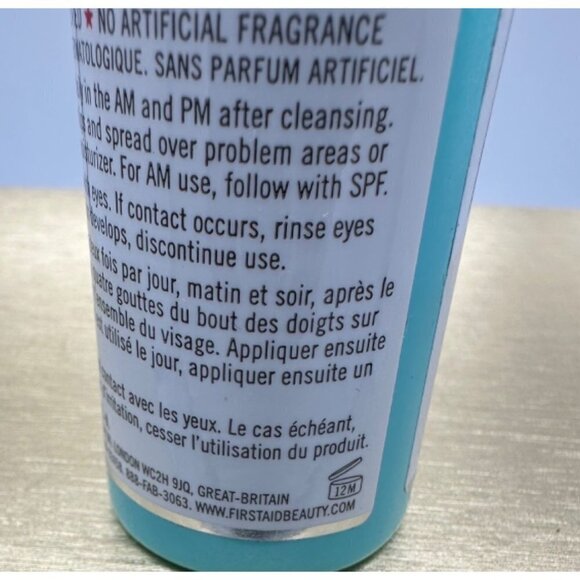 ★ NO ARTIFICIAL FRAGRANCE
SANS PARFUM ARTIFICIEL.
in the AM and PM after cleansing.
and spread over problem areas or
For AM use, follow with SPF.
eyes. If contact occurs, rinse eyes
discontinue use.
fois par jour, matin et soir, après le
gouttes du bout des doigts sur
du visage. Appliquer ensuite
utilisé le jour, appliquer ensuite un
avec les yeux. Le cas échéant,
cesser l'utilisation du produit.
LONDON WC2H 9JQ, GREAT-BRITAIN
888-FAB-3063. WWW.FIRSTAIDBEAUTY.COM
12M